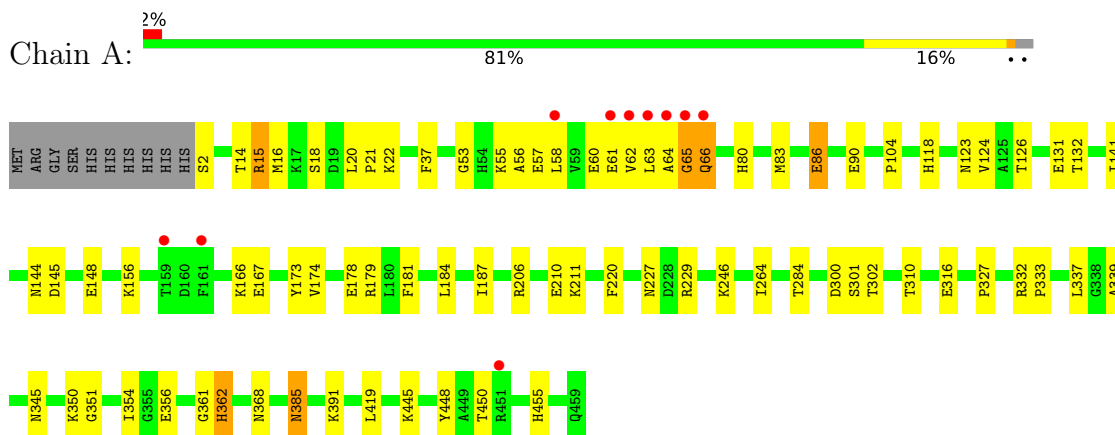 2%
Chain A:
81%
16%
• •
MET ARG GLY SER HIS HIS HIS HIS HIS HIS S2 T14 R15 M16 K17 S18 D19 L20 P21 K22 F37 G53 H54 K55 A56 E57 L58 V59 E60 E61 V62 L63 A64 G65 Q66 H80 M83 E86 E90 P104 H118 N123 V124 A125 T126 E131 T132
N144 D145 E148 K156 T159 D160 F161 K166 E167 Y173 V174 E178 R179 L180 F181 L184 I187 R206 E210 K211 F220 N227 D228 R229 K246 I264 T284 D300 S301 T302 T310 E316 P327 R332 P333 L337 G338 A339
N345 K350 G351 I354 G355 E356 G361 H362 N368 N385 K391 L419 K445 Y448 A449 T450 R451 H455 Q459